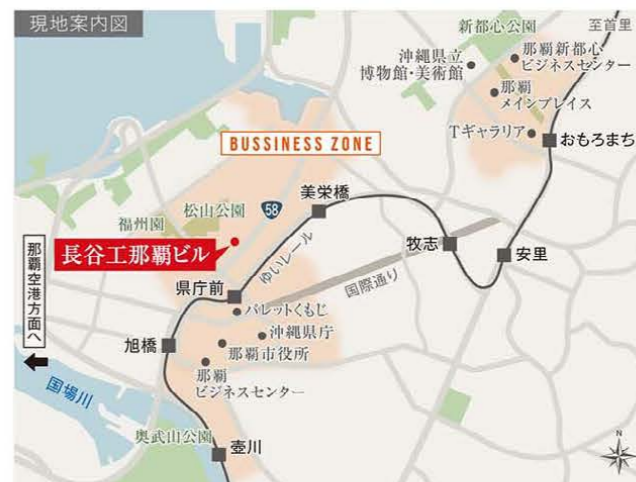 現地案内図
新都心公園
至首里
沖縄県立
博物館・美術館
那覇新都心
ビジネスセンター
那覇
メインプレイス
Tギャラリア
おもろまち
BUSSINESS ZONE
美栄橋
松山公園
58
福州園
長谷工那覇ビル
ゆいレール
牧志
安里
国際通り
那覇空港方面へ
県庁前
パレットくもじ
沖縄県庁
旭橋
那覇市役所
那覇
ビジネスセンター
国場川
奥武山公園
壺川
N